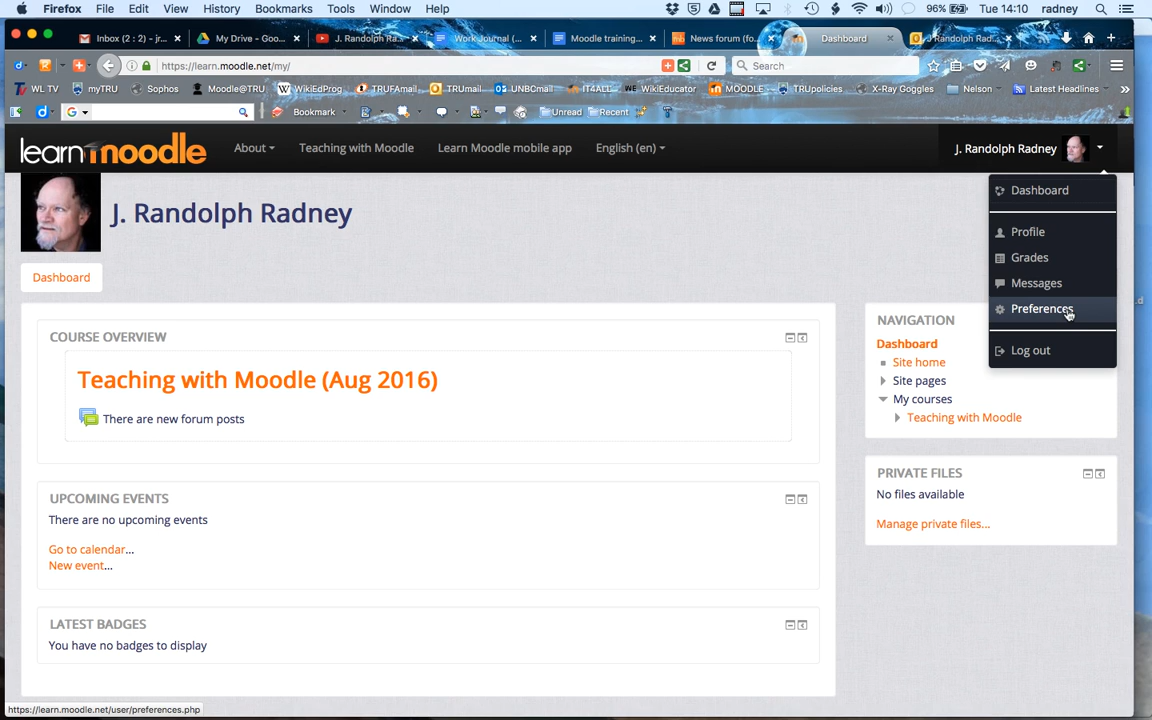 Firefox File Edit View History Bookmarks Tools Window Help 96% Tue 14:10 radney
Inbox (2 : 2) - jr... My Drive - Goo... J. Randolph Ra... Work Journal (... Moodle training... News forum (fo... Dashboard J. Randolph Rad...
https://learn.moodle.net/my/ Search
WL TV myTRU Sophos Moodle@TRU WikiEdProg TRUFAmail TRUmail UNBCmail IT4ALL WikiEducator MOODLE TRUpolicies X-Ray Goggles Nelson Latest Headlines
Bookmark Unread Recent
learn moodle About Teaching with Moodle Learn Moodle mobile app English (en) J. Randolph Radney
Dashboard
Profile
Grades
Messages
Preferences
Log out
J. Randolph Radney
Dashboard
COURSE OVERVIEW
Teaching with Moodle (Aug 2016)
There are new forum posts
UPCOMING EVENTS
There are no upcoming events
Go to calendar...
New event...
LATEST BADGES
You have no badges to display
NAVIGATION
Dashboard
Site home
Site pages
My courses
Teaching with Moodle
PRIVATE FILES
No files available
Manage private files...
https://learn.moodle.net/user/preferences.php